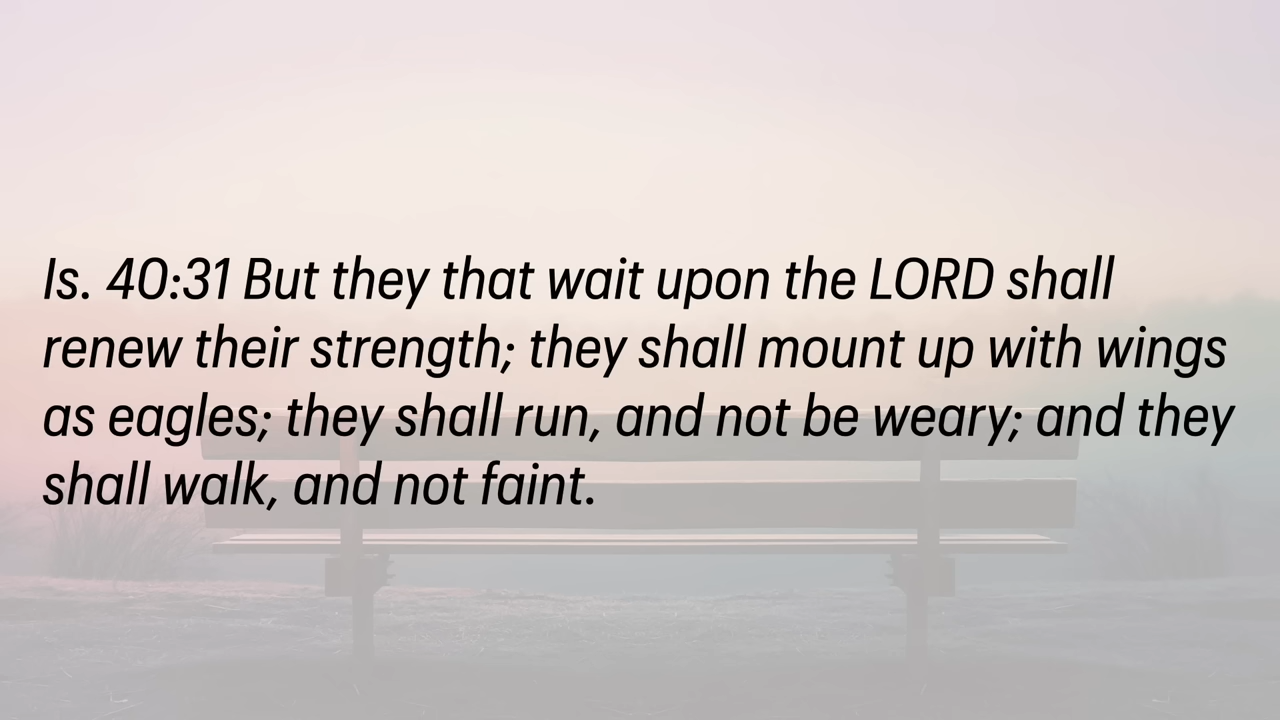 Is. 40:31 But they that wait upon the LORD shall
renew their strength; they shall mount up with wings
as eagles; they shall run, and not be weary; and they
shall walk, and not faint.